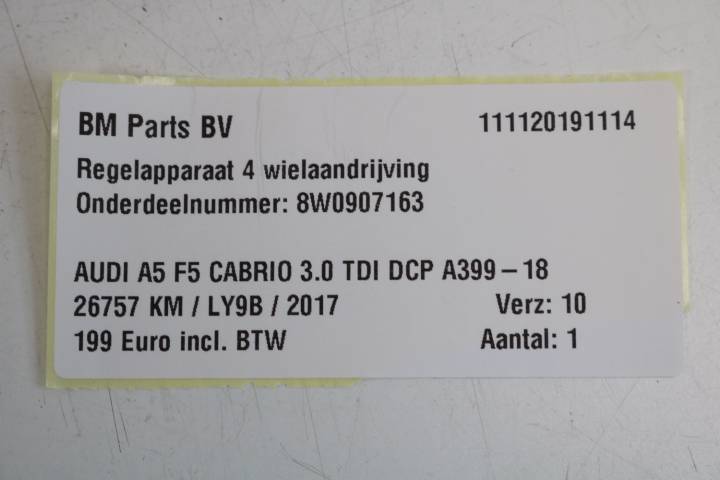 BM Parts BV 111120191114
Regelapparaat 4 wielaandrijving
Onderdeelnummer: 8W0907163
AUDI A5 F5 CABRIO 3.0 TDI DCP A399 – 18
26757 KM / LY9B / 2017 Verz: 10
199 Euro incl. BTW Aantal: 1